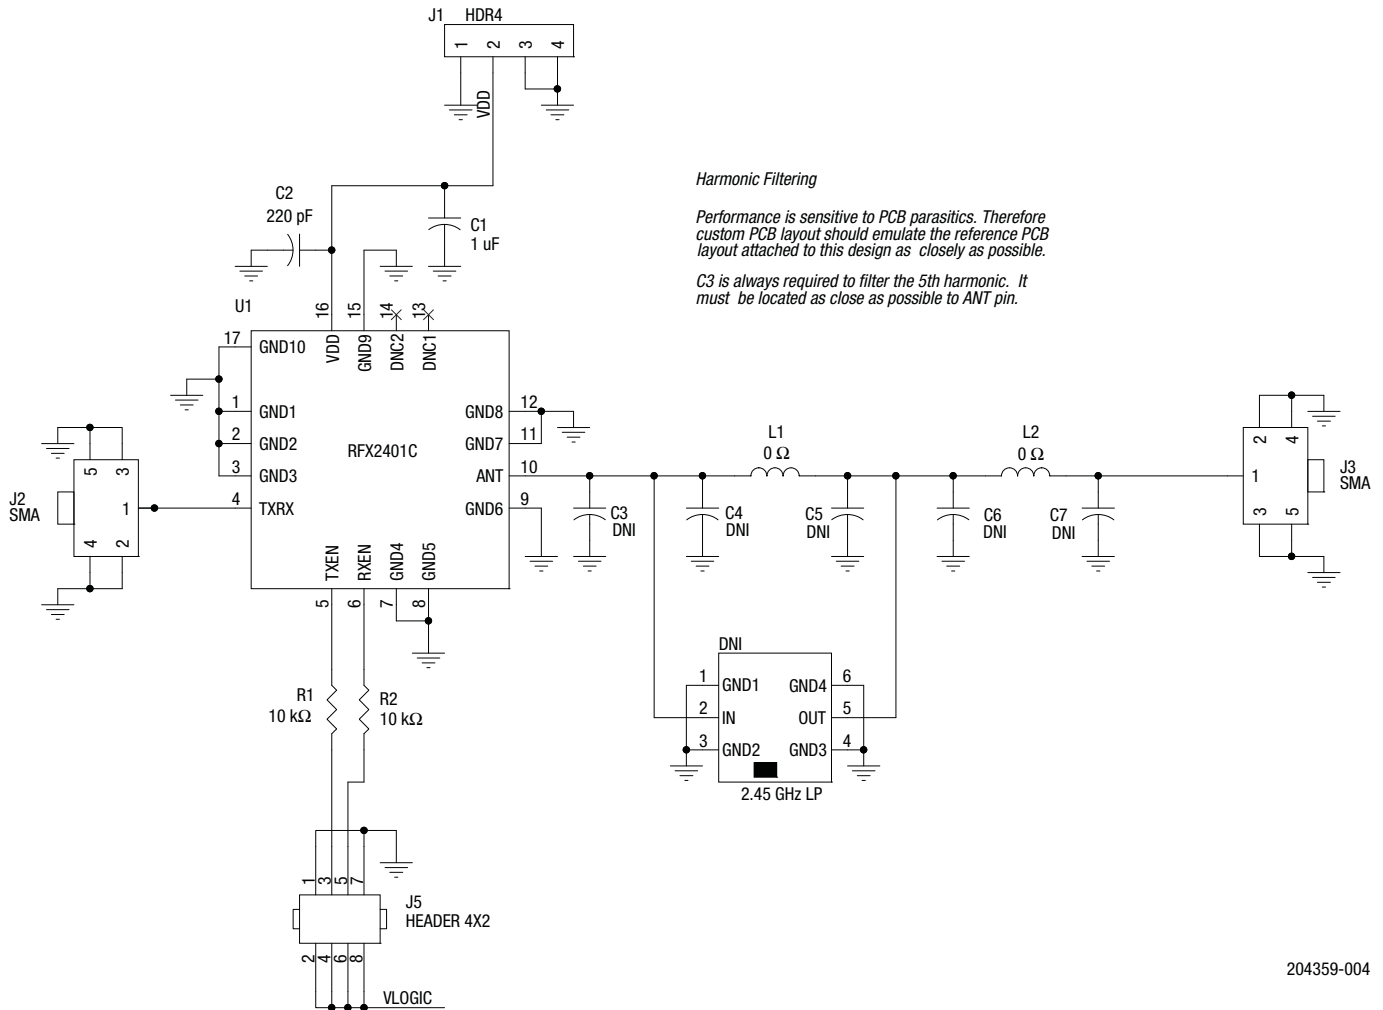 J1 HDR4
1 2 3 4
VDD
Harmonic Filtering
Performance is sensitive to PCB parasitics. Therefore
custom PCB layout should emulate the reference PCB
layout attached to this design as closely as possible.
C3 is always required to filter the 5th harmonic. It
must be located as close as possible to ANT pin.
C2
220 pF
C1
1 uF
U1
16 15 14 13
VDD GND9 DNC2 DNC1
17 GND10
1 GND1
2 GND2
3 GND3
4 TXRX
RFX2401C
GND8 12
GND7 11
ANT 10
GND6 9
TXEN RXEN GND4 GND5
5 6 7 8
J2
SMA
5 3
1
4 2
C3
DNI
C4
DNI
L1
0 Ω
C5
DNI
C6
DNI
L2
0 Ω
C7
DNI
2 4
1
3 5
J3
SMA
R1
10 kΩ
R2
10 kΩ
DNI
1 GND1 GND4 6
2 IN OUT 5
3 GND2 GND3 4
2.45 GHz LP
1 3 5 7
J5
HEADER 4X2
2 4 6 8
VLOGIC
204359-004